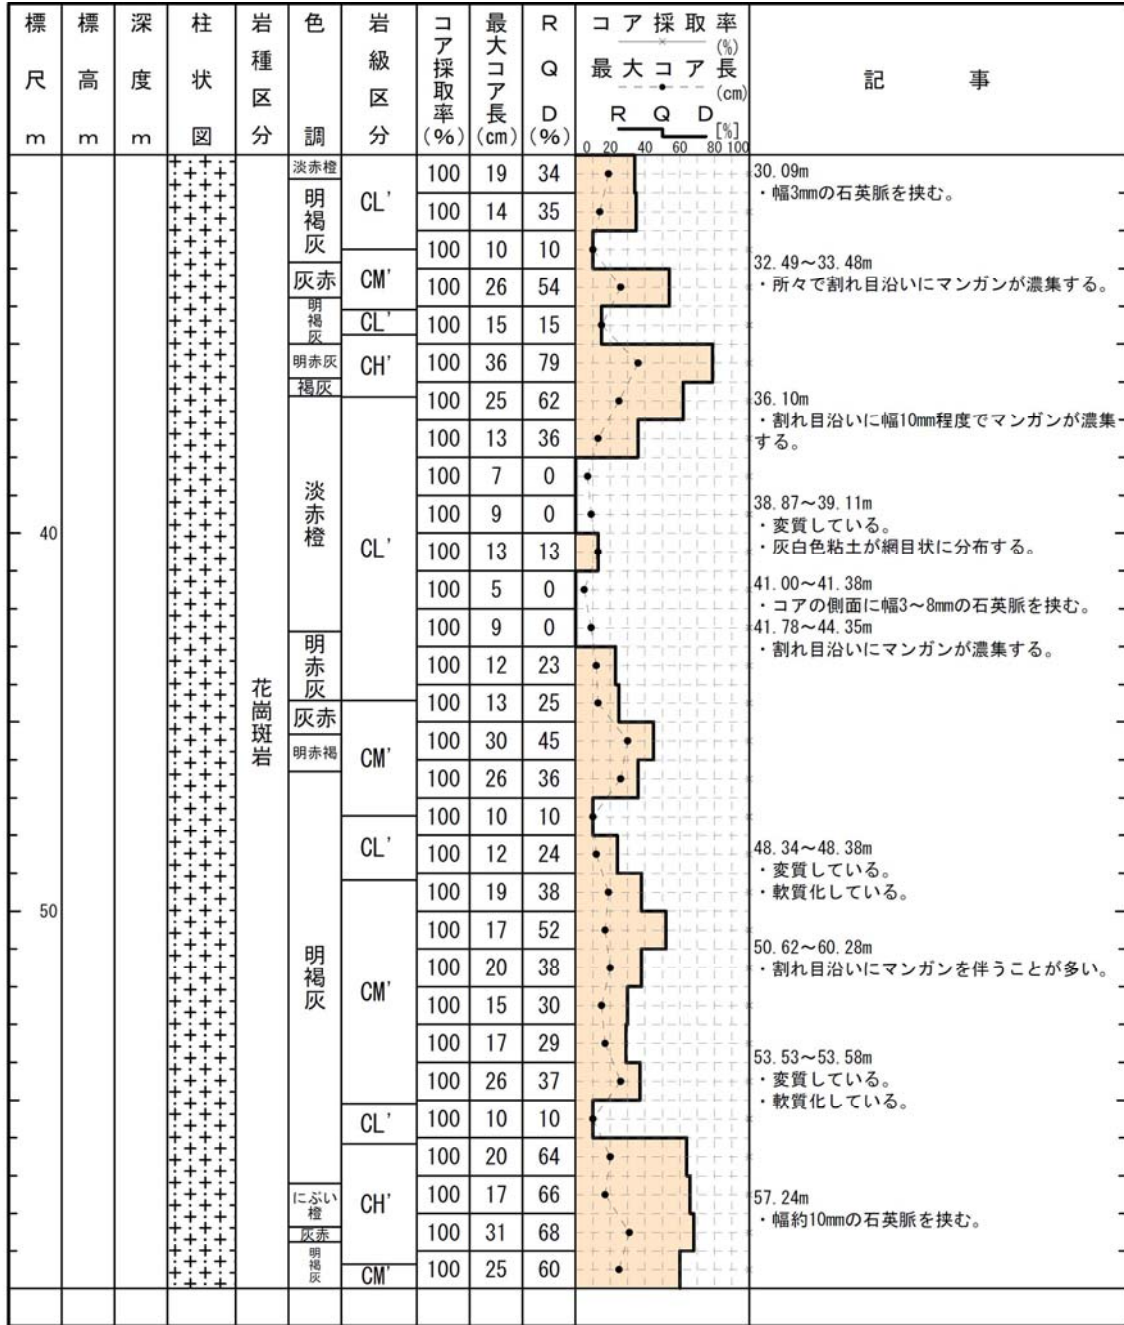 標尺 m
標高 m
深度 m
柱状図
岩種区分
色調
岩級区分
コア採取率(%)
最大コア長(cm)
RQD(%)
コア採取率
(%)
最大コア長
(cm)
RQD
[%]
0 20 40 60 80 100
記事
40
50
花崗斑岩
淡赤橙
明褐灰
灰赤
明褐灰
明赤灰
褐灰
淡赤橙
明赤灰
灰赤
明赤褐
明褐灰
にぶい橙
灰赤
明褐灰
CL'
CM'
CL'
CH'
CL'
CM'
CL'
CM'
CL'
CH'
CM'
100 19 34
100 14 35
100 10 10
100 26 54
100 15 15
100 36 79
100 25 62
100 13 36
100 7 0
100 9 0
100 13 13
100 5 0
100 9 0
100 12 23
100 13 25
100 30 45
100 26 36
100 10 10
100 12 24
100 19 38
100 17 52
100 20 38
100 15 30
100 17 29
100 26 37
100 10 10
100 20 64
100 17 66
100 31 68
100 25 60
30.09m
・幅3mmの石英脈を挟む。
32.49～33.48m
・所々で割れ目沿いにマンガンが濃集する。
36.10m
・割れ目沿いに幅10mm程度でマンガンが濃集
する。
38.87～39.11m
・変質している。
・灰白色粘土が網目状に分布する。
41.00～41.38m
・コアの側面に幅3～8mmの石英脈を挟む。
41.78～44.35m
・割れ目沿いにマンガンが濃集する。
48.34～48.38m
・変質している。
・軟質化している。
50.62～60.28m
・割れ目沿いにマンガンを伴うことが多い。
53.53～53.58m
・変質している。
・軟質化している。
57.24m
・幅約10mmの石英脈を挟む。